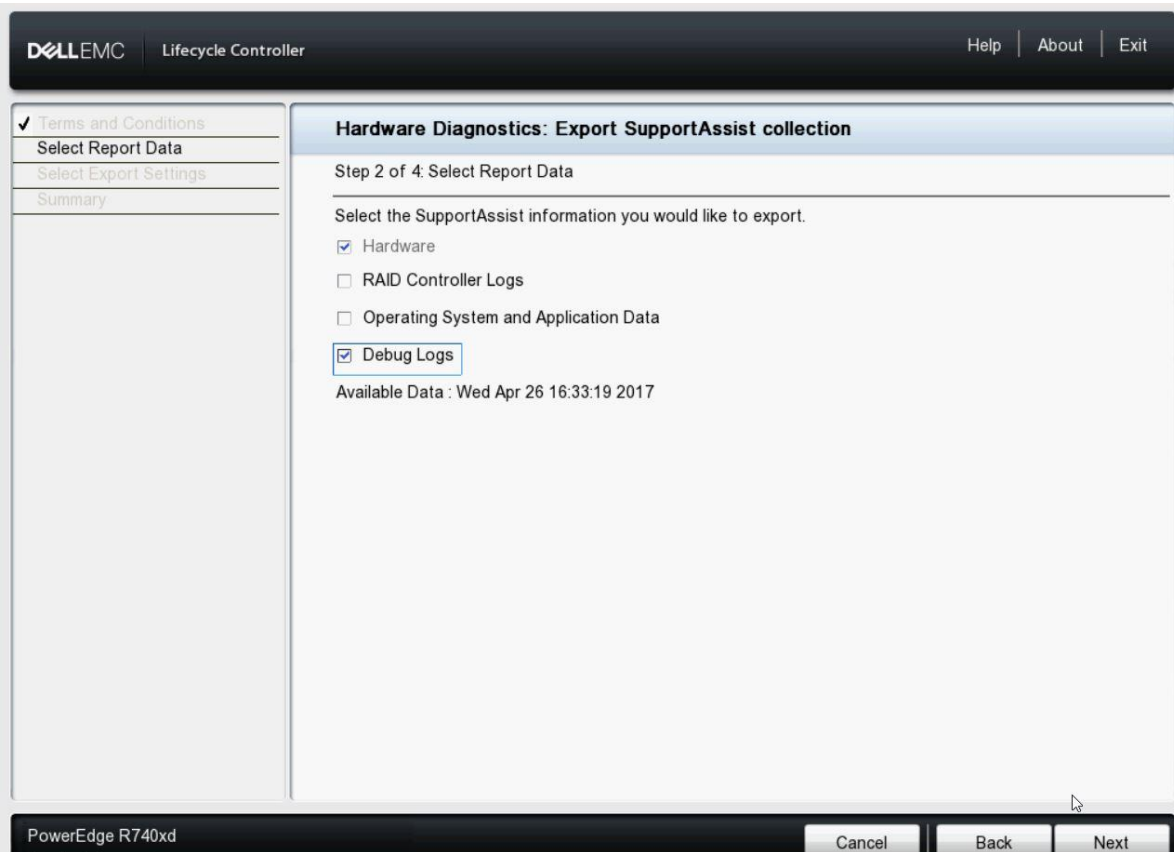 DELLEMC Lifecycle Controller
Help About Exit
Terms and Conditions
Select Report Data
Select Export Settings
Summary
Hardware Diagnostics: Export SupportAssist collection
Step 2 of 4: Select Report Data
Select the SupportAssist information you would like to export.
Hardware
RAID Controller Logs
Operating System and Application Data
Debug Logs
Available Data : Wed Apr 26 16:33:19 2017
PowerEdge R740xd
Cancel Back Next